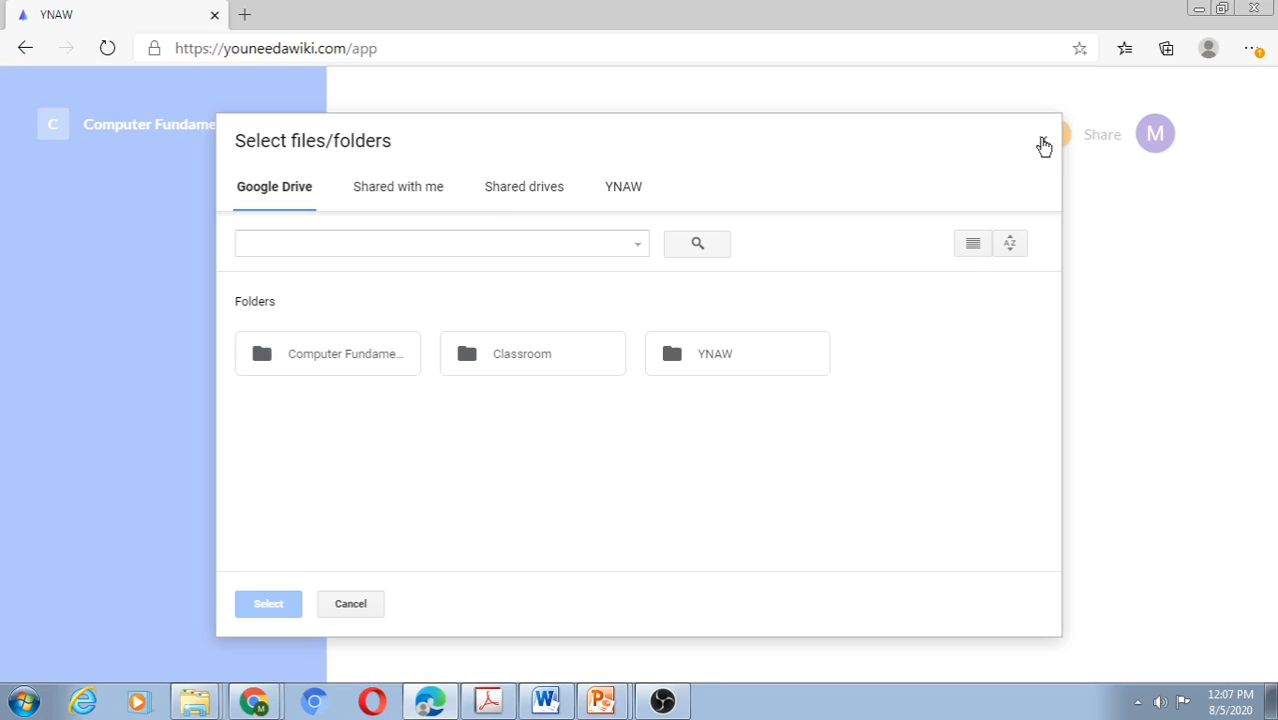 YNAW
https://youneedawiki.com/app
C Computer Fundame
Share M
Select files/folders
Google Drive Shared with me Shared drives YNAW
AZ
Folders
Computer Fundame... Classroom YNAW
Select Cancel
12:07 PM
8/5/2020